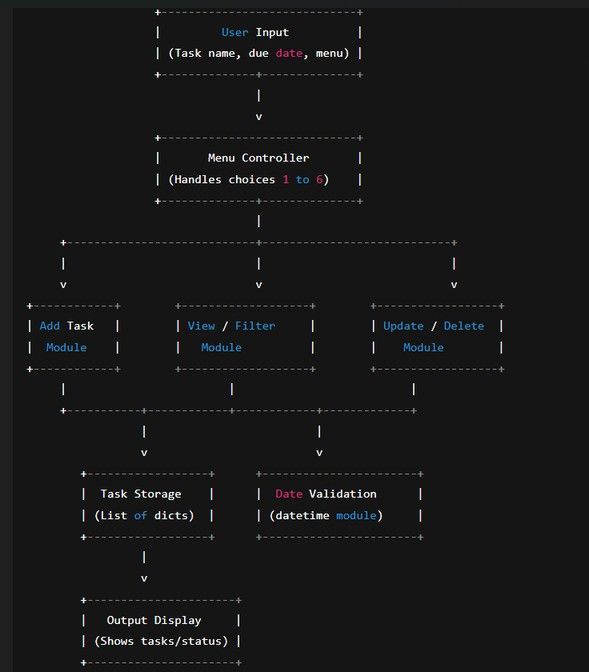 User Input
(Task name, due date, menu)
Menu Controller
(Handles choices 1 to 6)
Add Task Module
View / Filter Module
Update / Delete Module
Task Storage
(List of dicts)
Date Validation
(datetime module)
Output Display
(Shows tasks/status)